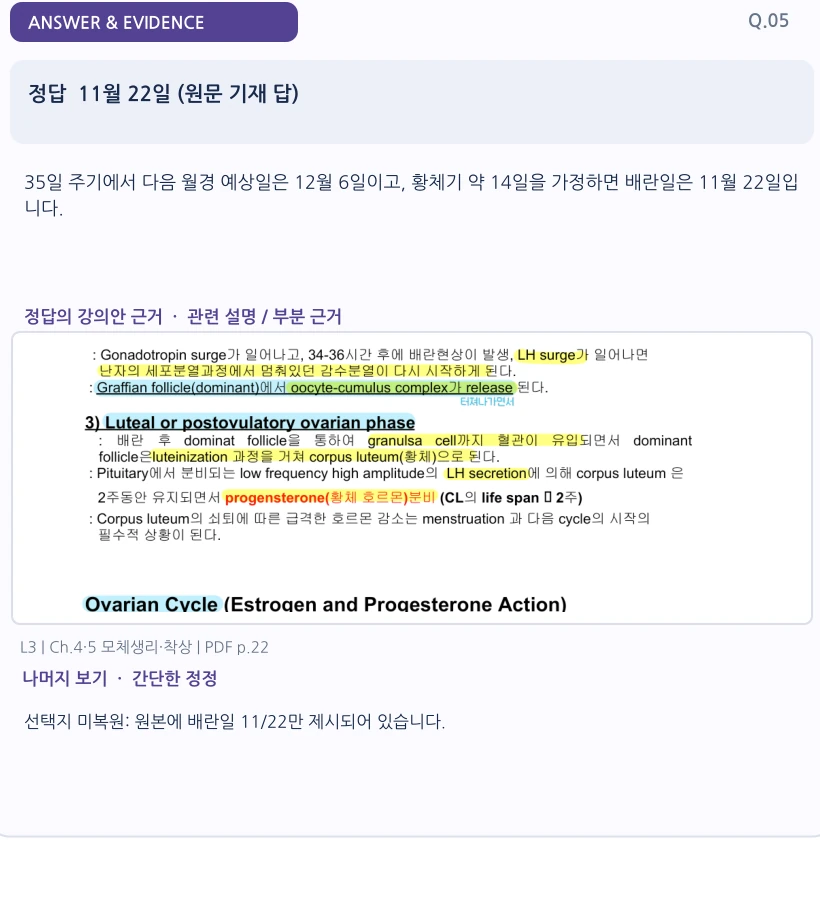 ANSWER & EVIDENCE
Q.05
정답 11월 22일 (원문 기재 답)
35일 주기에서 다음 월경 예상일은 12월 6일이고, 황체기 약 14일을 가정하면 배란일은 11월 22일입
니다.
정답의 강의안 근거 · 관련 설명 / 부분 근거
: Gonadotropin surge가 일어나고, 34-36시간 후에 배란현상이 발생, LH surge가 일어나면
난자의 세포분열과정에서 멈춰있던 감수분열이 다시 시작하게 된다.
: Graffian follicle(dominant)에서 oocyte-cumulus complex가 release된다.
터져나가면서
3) Luteal or postovulatory ovarian phase
: 배란 후 dominat follicle을 통하여 granulsa cell까지 혈관이 유입되면서 dominant
follicle은luteinization 과정을 거쳐 corpus luteum(황체)으로 된다.
: Pituitary에서 분비되는 low frequency high amplitude의 LH secretion에 의해 corpus luteum 은
2주동안 유지되면서 progensterone(황체 호르몬)분비 (CL의 life span ▯ 2주)
: Corpus luteum의 쇠퇴에 따른 급격한 호르몬 감소는 menstruation 과 다음 cycle의 시작의
필수적 상황이 된다.
Ovarian Cycle (Estrogen and Progesterone Action)
L3 | Ch.4·5 모체생리·착상 | PDF p.22
나머지 보기 · 간단한 정정
선택지 미복원: 원본에 배란일 11/22만 제시되어 있습니다.